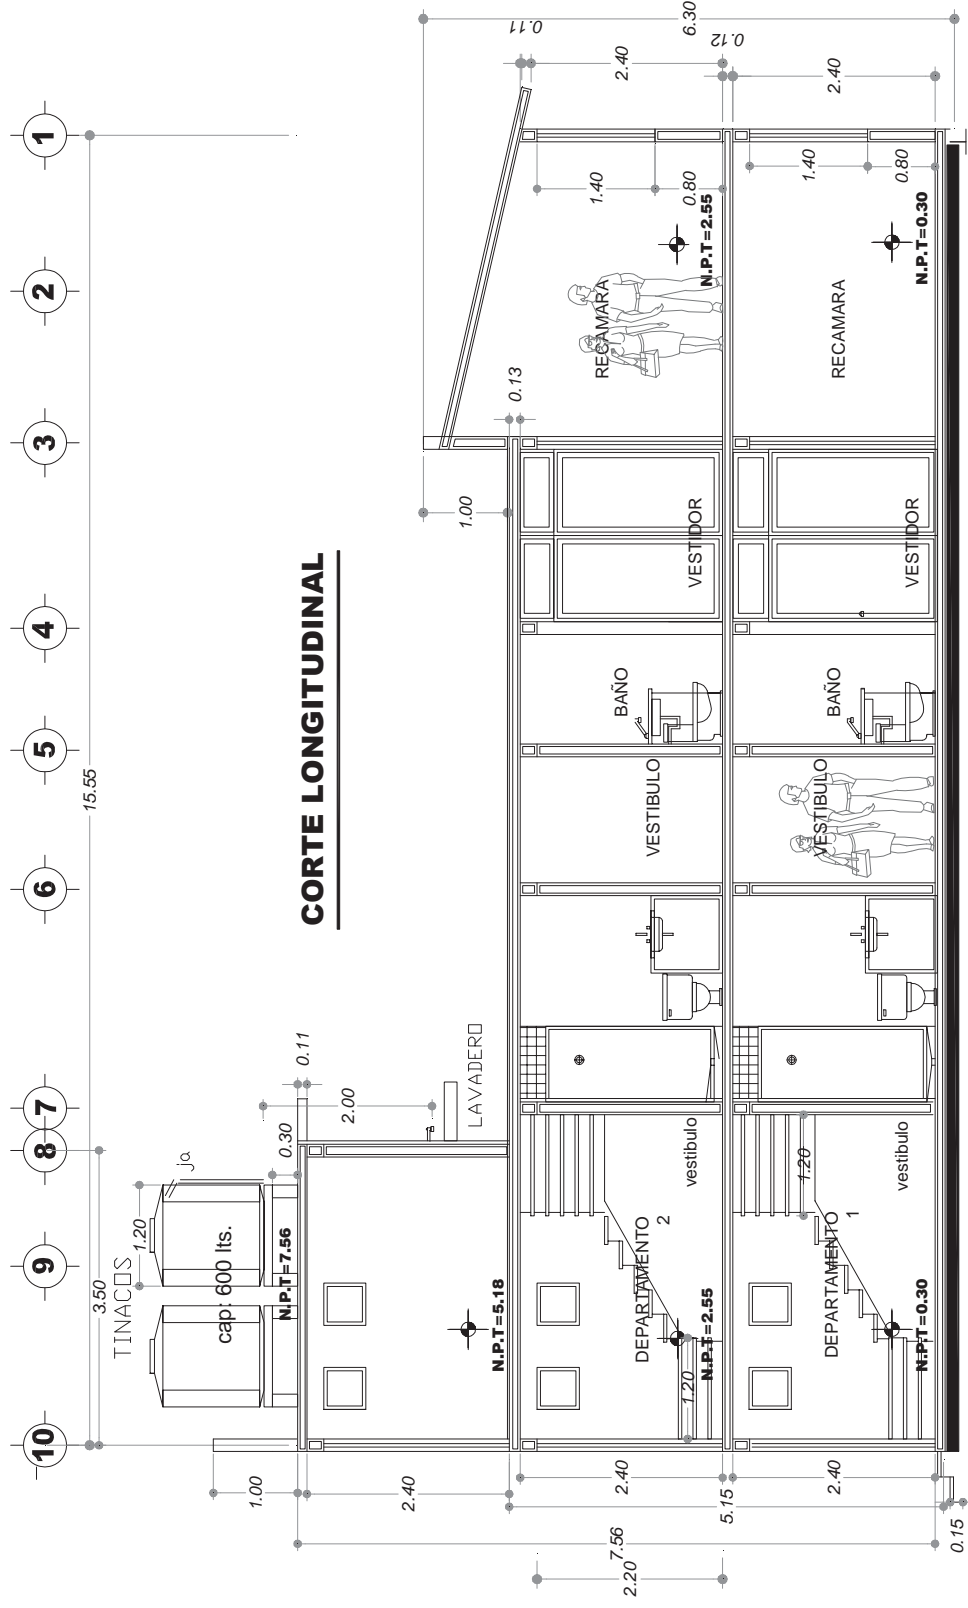 10
9
8
7
6
5
4
3
2
1
15.55
3.50
TINACOS
1.20
ja
cap: 600 lts.
N.P.T=7.56
0.30
0.11
2.00
CORTE LONGITUDINAL
LAVADERO
1.00
2.40
N.P.T=5.18
1.00
0.13
0.11
6.30
2.40
0.12
2.40
2.40
DEPARTAMENTO
2
vestibulo
VESTIBULO
BAÑO
VESTIDOR
RECAMARA
1.40
0.80
N.P.T=2.55
1.20
N.P.T=2.55
5.15
7.56
2.20
2.40
DEPARTAMENTO
1
1.20
vestibulo
VESTIBULO
BAÑO
VESTIDOR
RECAMARA
1.40
0.80
N.P.T=0.30
N.P.T=0.30
0.15